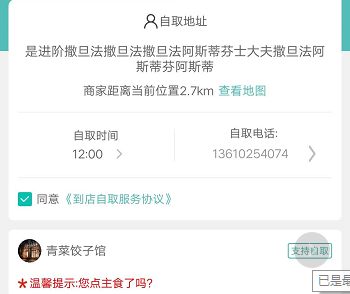 自取地址
是进阶撒旦法撒旦法撒旦法阿斯蒂芬士大夫撒旦法阿
斯蒂芬阿斯蒂
商家距离当前位置2.7km 查看地图
自取时间
12:00
自取电话:
13610254074
同意《到店自取服务协议》
青菜饺子馆
支持自取
温馨提示:您点主食了吗?
已是最